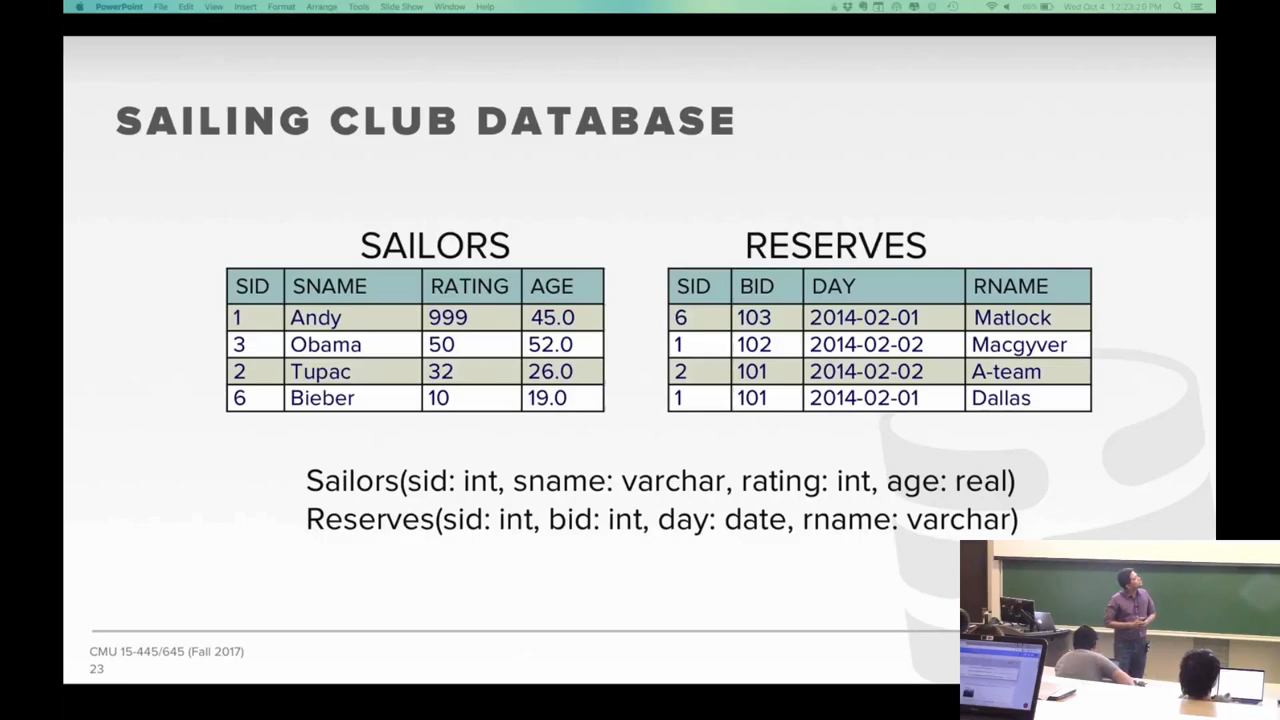 PowerPoint File Edit View Insert Format Arrange Tools Slide Show Window Help
Wed Oct 4 12:23:29 PM
SAILING CLUB DATABASE
SAILORS
SID SNAME RATING AGE
1 Andy 999 45.0
3 Obama 50 52.0
2 Tupac 32 26.0
6 Bieber 10 19.0
RESERVES
SID BID DAY RNAME
6 103 2014-02-01 Matlock
1 102 2014-02-02 Macgyver
2 101 2014-02-02 A-team
1 101 2014-02-01 Dallas
Sailors(sid: int, sname: varchar, rating: int, age: real)
Reserves(sid: int, bid: int, day: date, rname: varchar)
CMU 15-445/645 (Fall 2017)
23